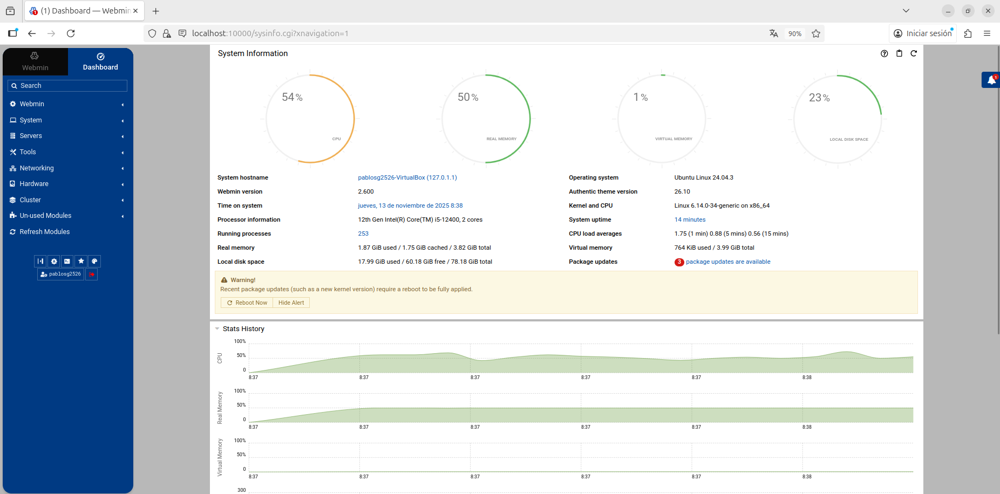 (1) Dashboard — Webmin
localhost:10000/sysinfo.cgi?xnavigation=1
90%
Iniciar sesión
Webmin
Dashboard
Search
Webmin
System
Servers
Tools
Networking
Hardware
Cluster
Un-used Modules
Refresh Modules
pablosg2526
1
System Information
54%
CPU
50%
REAL MEMORY
1%
VIRTUAL MEMORY
23%
LOCAL DISK SPACE
System hostname pablosg2526-VirtualBox (127.0.1.1) Operating system Ubuntu Linux 24.04.3
Webmin version 2.600 Authentic theme version 26.10
Time on system jueves, 13 de noviembre de 2025 8:38 Kernel and CPU Linux 6.14.0-34-generic on x86_64
Processor information 12th Gen Intel(R) Core(TM) i5-12400, 2 cores System uptime 14 minutes
Running processes 253 CPU load averages 1.75 (1 min) 0.88 (5 mins) 0.56 (15 mins)
Real memory 1.87 GiB used / 1.75 GiB cached / 3.82 GiB total Virtual memory 764 KiB used / 3.99 GiB total
Local disk space 17.99 GiB used / 60.18 GiB free / 78.18 GiB total Package updates 3 package updates are available
Warning!
Recent package updates (such as a new kernel version) require a reboot to be fully applied.
Reboot Now Hide Alert
Stats History
CPU
100%
50%
0
8:37 8:37 8:37 8:37 8:37 8:38
Real Memory
100%
50%
0
8:37 8:37 8:37 8:37 8:37 8:38
Virtual Memory
100%
50%
0
8:37 8:37 8:37 8:37 8:37 8:38
300